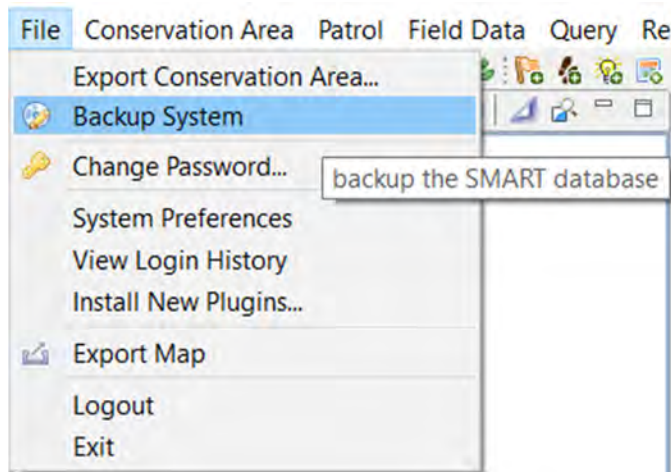 File Conservation Area Patrol Field Data Query Re
Export Conservation Area...
Backup System
Change Password...
backup the SMART database
System Preferences
View Login History
Install New Plugins...
Export Map
Logout
Exit